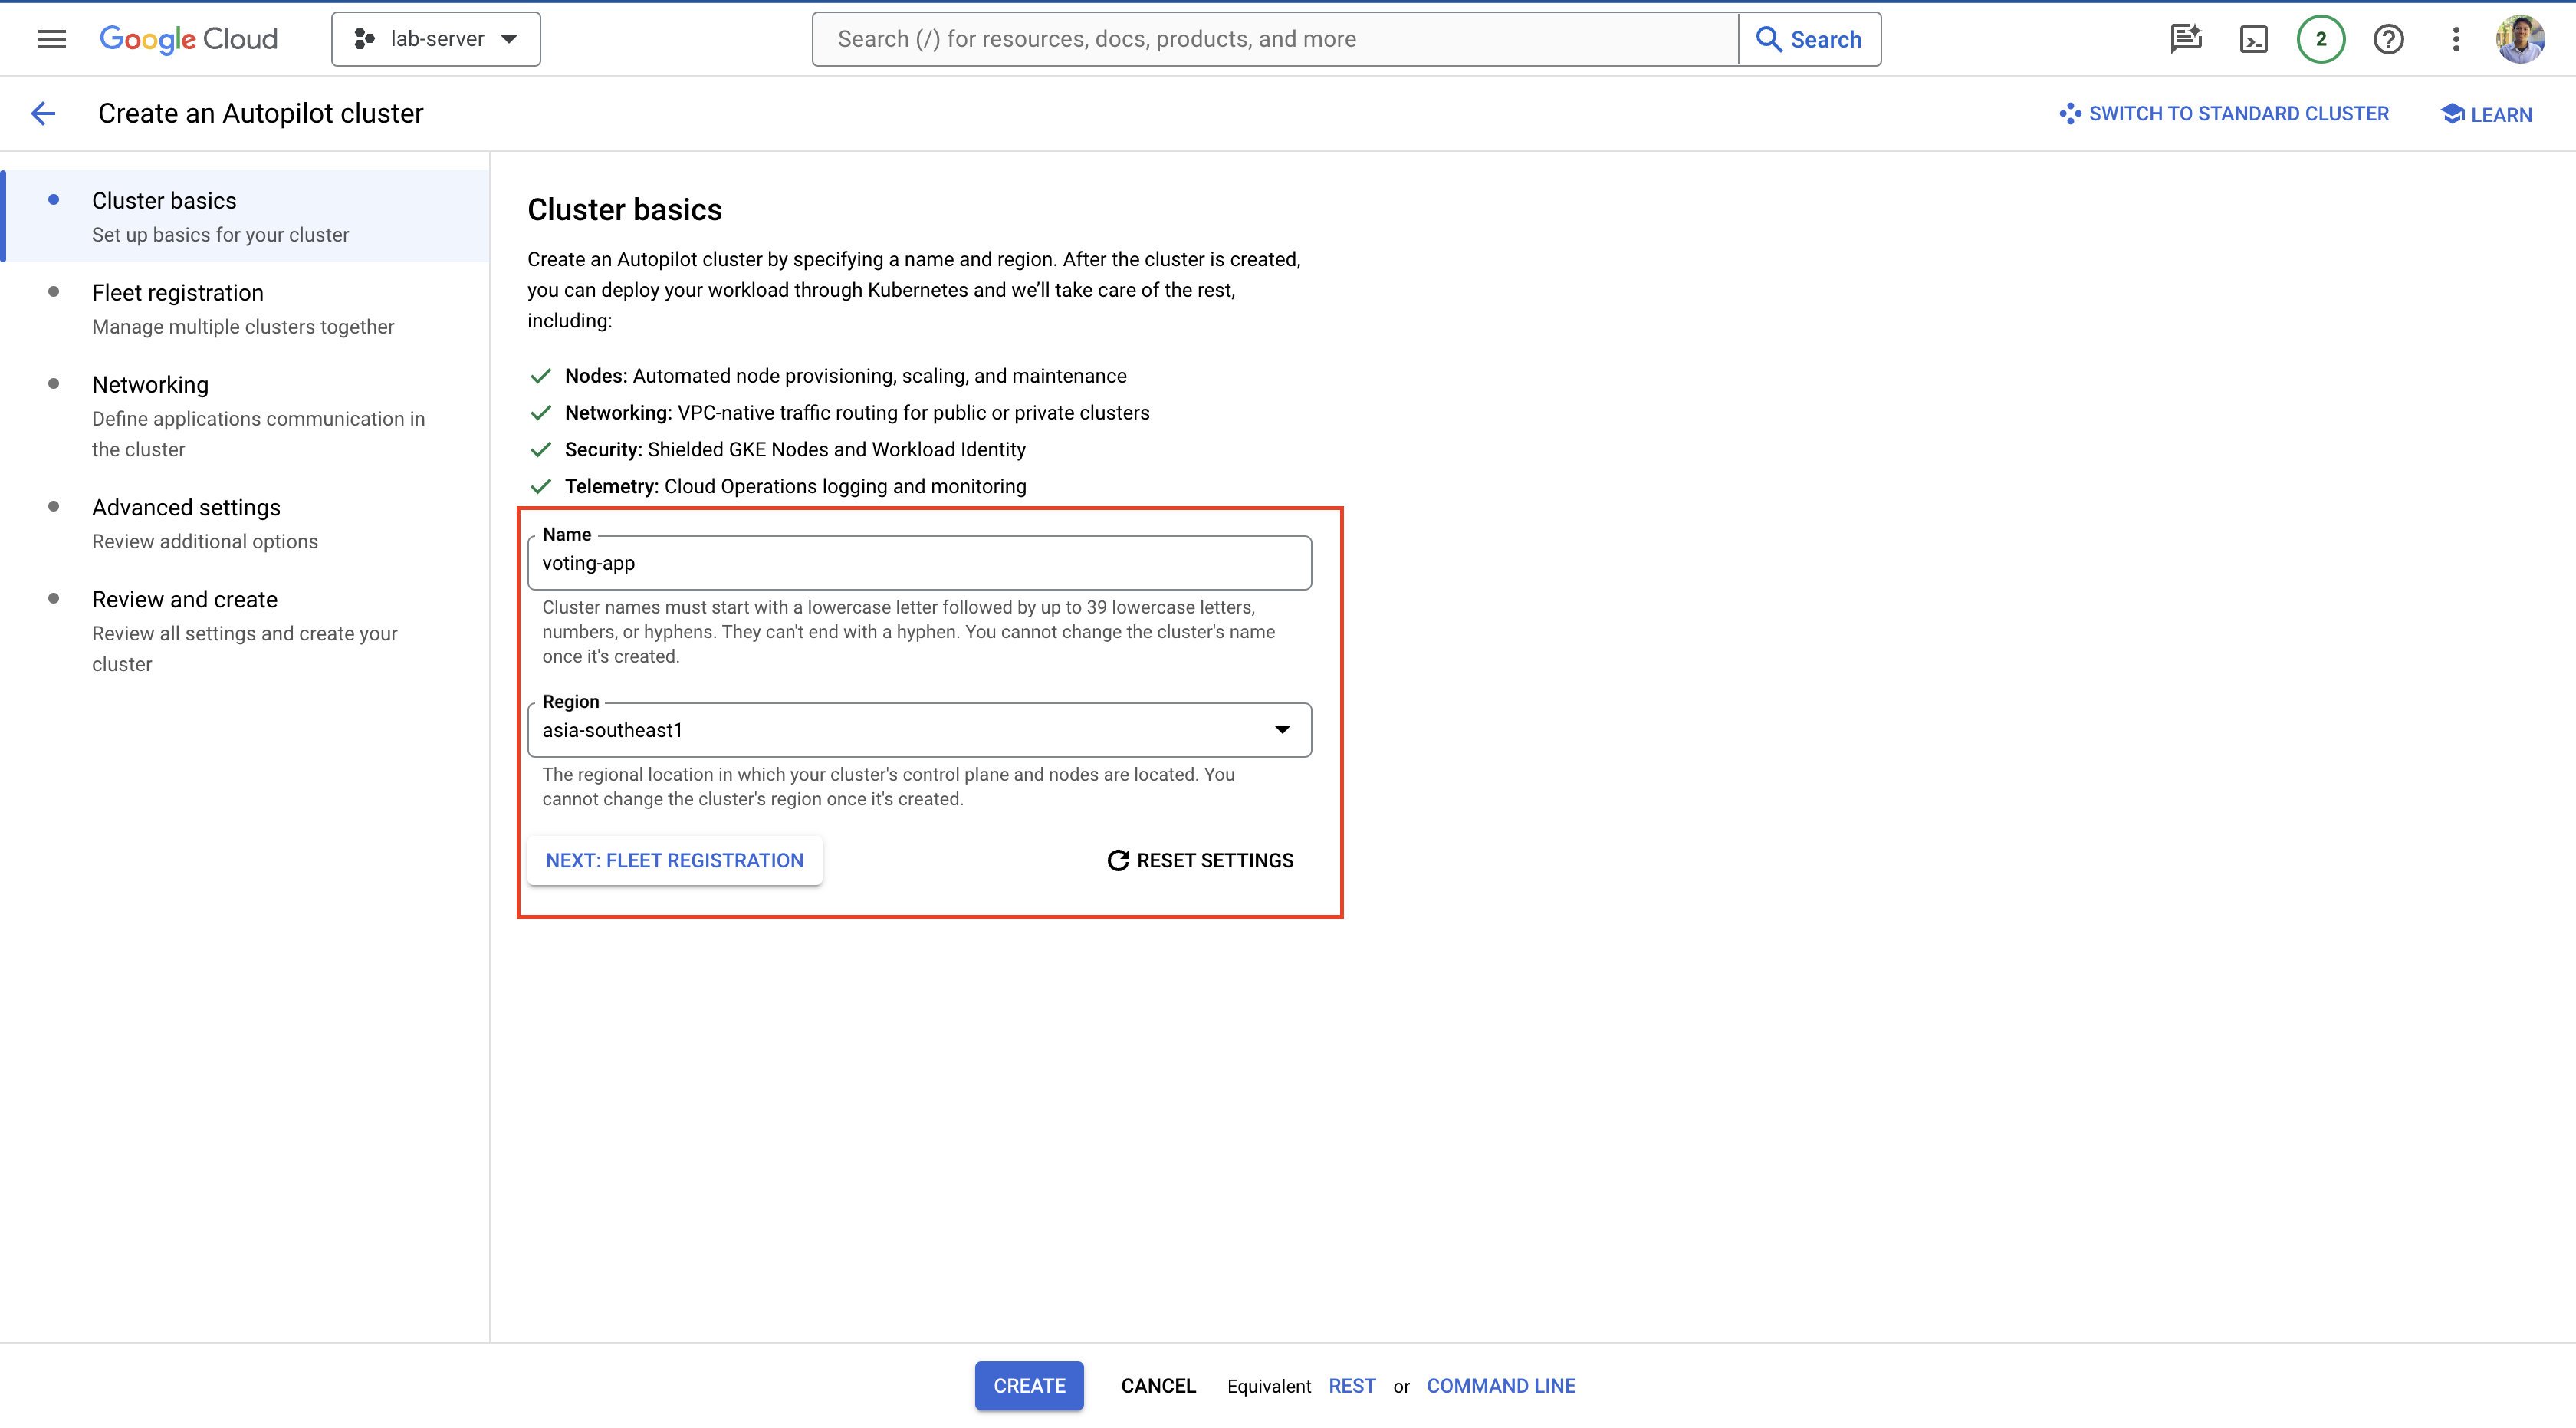 Google Cloud
lab-server
Search (/) for resources, docs, products, and more
Search
2
Create an Autopilot cluster
SWITCH TO STANDARD CLUSTER
LEARN
Cluster basics
Set up basics for your cluster
Fleet registration
Manage multiple clusters together
Networking
Define applications communication in
the cluster
Advanced settings
Review additional options
Review and create
Review all settings and create your
cluster
Cluster basics
Create an Autopilot cluster by specifying a name and region. After the cluster is created,
you can deploy your workload through Kubernetes and we’ll take care of the rest,
including:
Nodes: Automated node provisioning, scaling, and maintenance
Networking: VPC-native traffic routing for public or private clusters
Security: Shielded GKE Nodes and Workload Identity
Telemetry: Cloud Operations logging and monitoring
Name
voting-app
Cluster names must start with a lowercase letter followed by up to 39 lowercase letters,
numbers, or hyphens. They can't end with a hyphen. You cannot change the cluster's name
once it's created.
Region
asia-southeast1
The regional location in which your cluster's control plane and nodes are located. You
cannot change the cluster's region once it's created.
NEXT: FLEET REGISTRATION
RESET SETTINGS
CREATE
CANCEL
Equivalent REST or COMMAND LINE